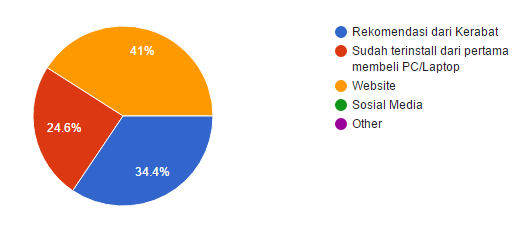 41%
24.6%
34.4%
Rekomendasi dari Kerabat
Sudah terinstall dari pertama
membeli PC/Laptop
Website
Sosial Media
Other